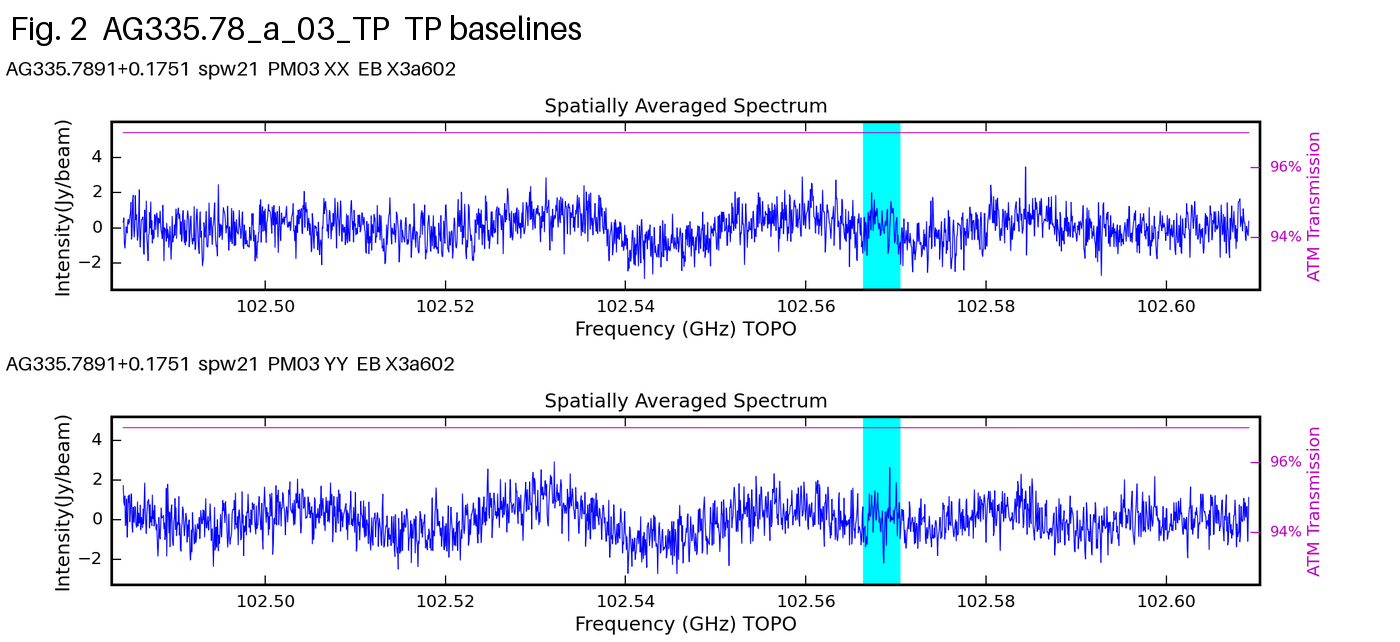 Fig. 2 AG335.78_a_03_TP TP baselines
AG335.7891+0.1751 spw21 PM03 XX EB X3a602
Spatially Averaged Spectrum
Intensity(Jy/beam)
4
2
0
−2
96%
94%
ATM Transmission
102.50 102.52 102.54 102.56 102.58 102.60
Frequency (GHz) TOPO
AG335.7891+0.1751 spw21 PM03 YY EB X3a602
Spatially Averaged Spectrum
Intensity(Jy/beam)
4
2
0
−2
96%
94%
ATM Transmission
102.50 102.52 102.54 102.56 102.58 102.60
Frequency (GHz) TOPO